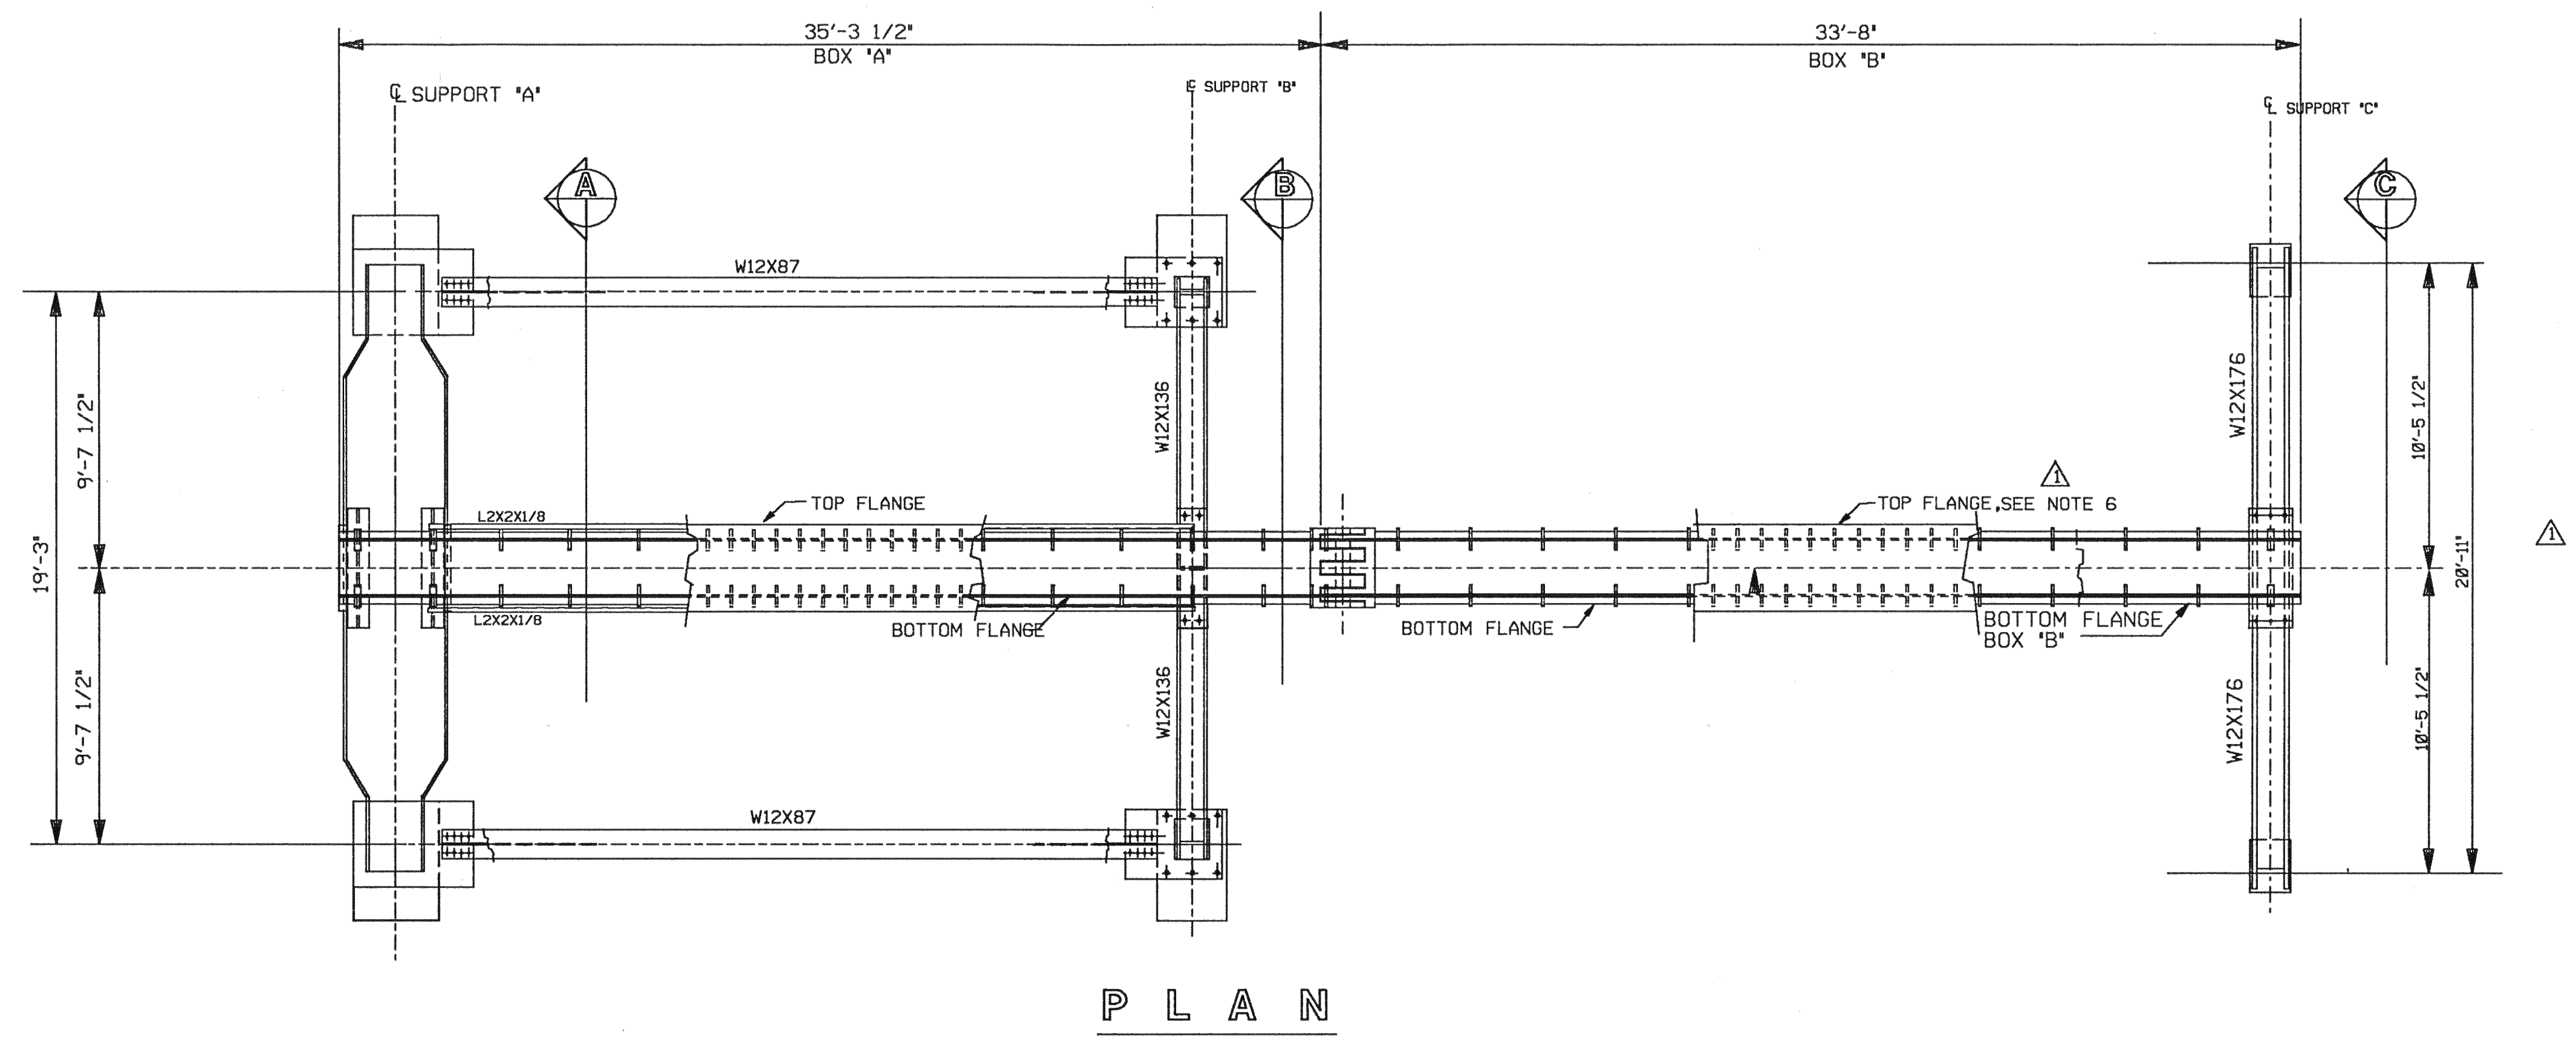 35'-3 1/2"
BOX "A"
33'-8"
BOX "B"
℄ SUPPORT "A"
℄ SUPPORT "B"
℄ SUPPORT "C"
A
B
C
W12X87
19'-3"
9'-7 1/2"
W12X136
W12X176
10'-5 1/2"
1
TOP FLANGE
TOP FLANGE,SEE NOTE 6
L2X2X1/8
20'-11"
1
L2X2X1/8
BOTTOM FLANGE
BOTTOM FLANGE
BOTTOM FLANGE
BOX "B"
9'-7 1/2"
W12X136
W12X176
10'-5 1/2"
W12X87
PLAN